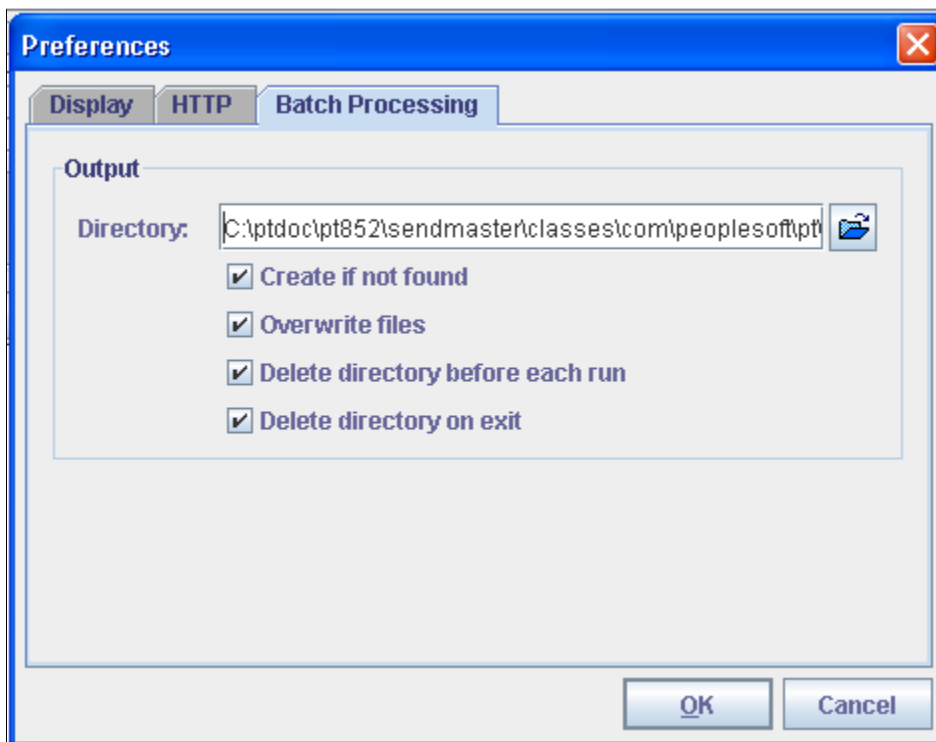 Preferences
Display HTTP Batch Processing
Output
Directory: C:\ptdoc\pt852\sendmaster\classes\com\peoplesoft\pt\
Create if not found
Overwrite files
Delete directory before each run
Delete directory on exit
OK Cancel